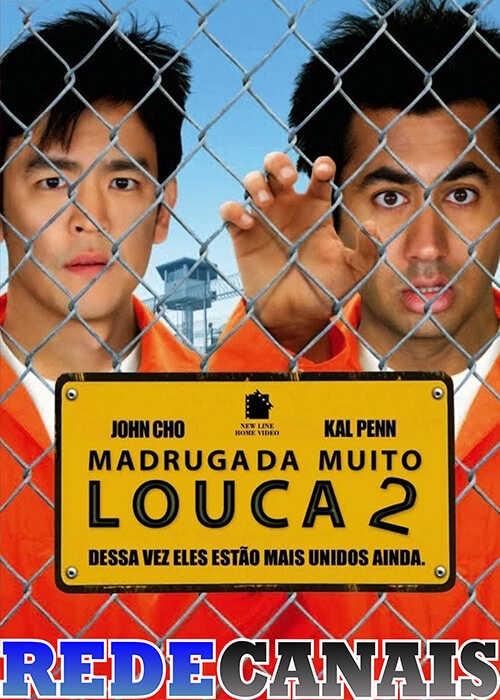 JOHN CHO
NEW LINE
HOME VIDEO
KAL PENN
MADRUGADA MUITO
LOUCA 2
DESSA VEZ ELES ESTÃO MAIS UNIDOS AINDA.
REDECANAIS